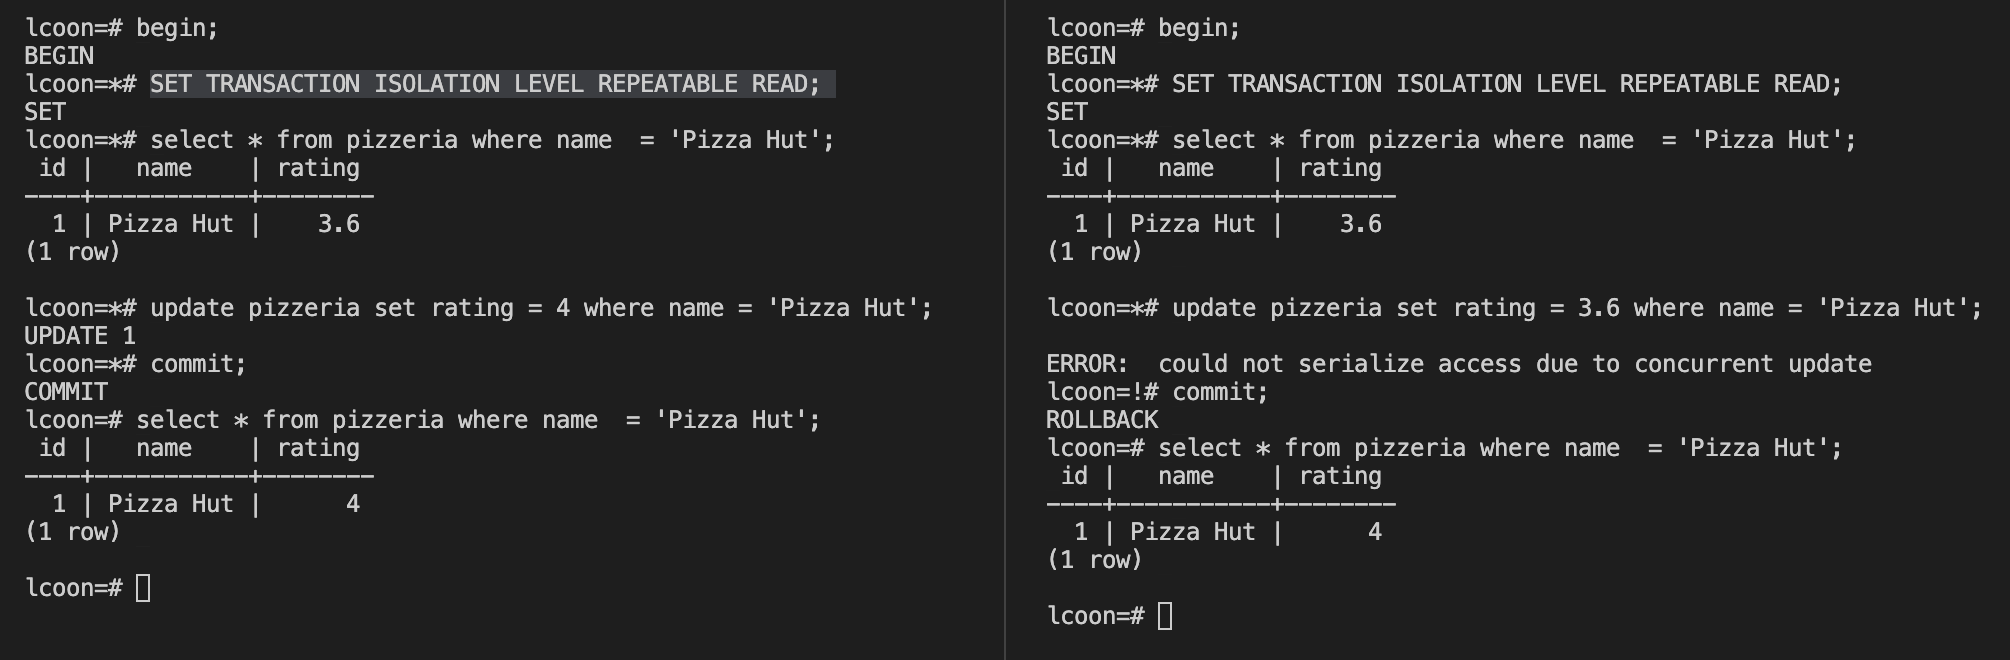 lcoon=# begin;
BEGIN
lcoon=*# SET TRANSACTION ISOLATION LEVEL REPEATABLE READ;
SET
lcoon=*# select * from pizzeria where name  = 'Pizza Hut';
 id |   name    | rating
----+-----------+--------
  1 | Pizza Hut |    3.6
(1 row)

lcoon=*# update pizzeria set rating = 4 where name = 'Pizza Hut';
UPDATE 1
lcoon=*# commit;
COMMIT
lcoon=# select * from pizzeria where name  = 'Pizza Hut';
 id |   name    | rating
----+-----------+--------
  1 | Pizza Hut |      4
(1 row)

lcoon=#
lcoon=# begin;
BEGIN
lcoon=*# SET TRANSACTION ISOLATION LEVEL REPEATABLE READ;
SET
lcoon=*# select * from pizzeria where name  = 'Pizza Hut';
 id |   name    | rating
----+-----------+--------
  1 | Pizza Hut |    3.6
(1 row)

lcoon=*# update pizzeria set rating = 3.6 where name = 'Pizza Hut';

ERROR:  could not serialize access due to concurrent update
lcoon=!# commit;
ROLLBACK
lcoon=# select * from pizzeria where name  = 'Pizza Hut';
 id |   name    | rating
----+-----------+--------
  1 | Pizza Hut |      4
(1 row)

lcoon=#